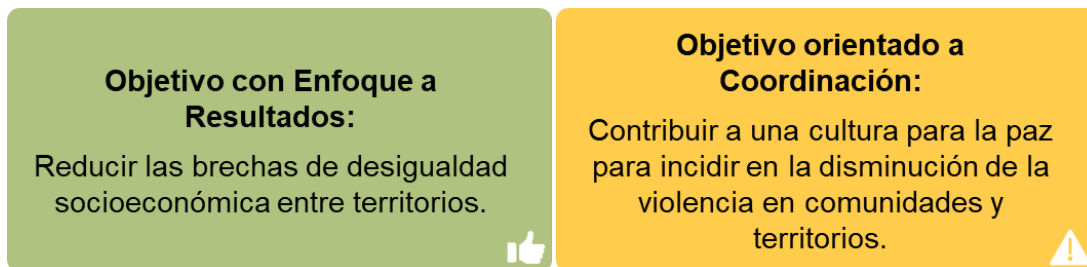 Objetivo con Enfoque a
Resultados:
Reducir las brechas de desigualdad
socioeconómica entre territorios.
Objetivo orientado a
Coordinación:
Contribuir a una cultura para la paz
para incidir en la disminución de la
violencia en comunidades y
territorios.